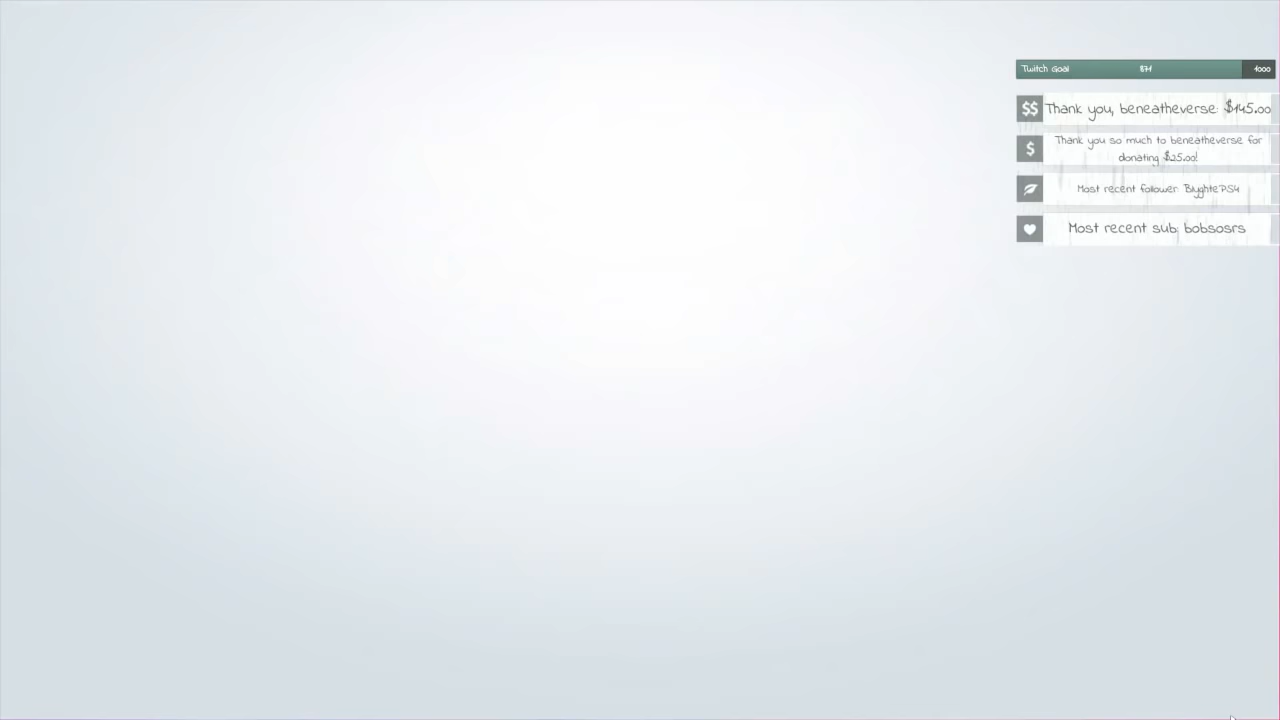 Twitch Goal 871 1000
$$ Thank you, beneatheverse: $145.00
$ Thank you so much to beneatheverse for
donating $25.00!
Most recent follower: BlyghtePS4
Most recent sub: bobsosrs